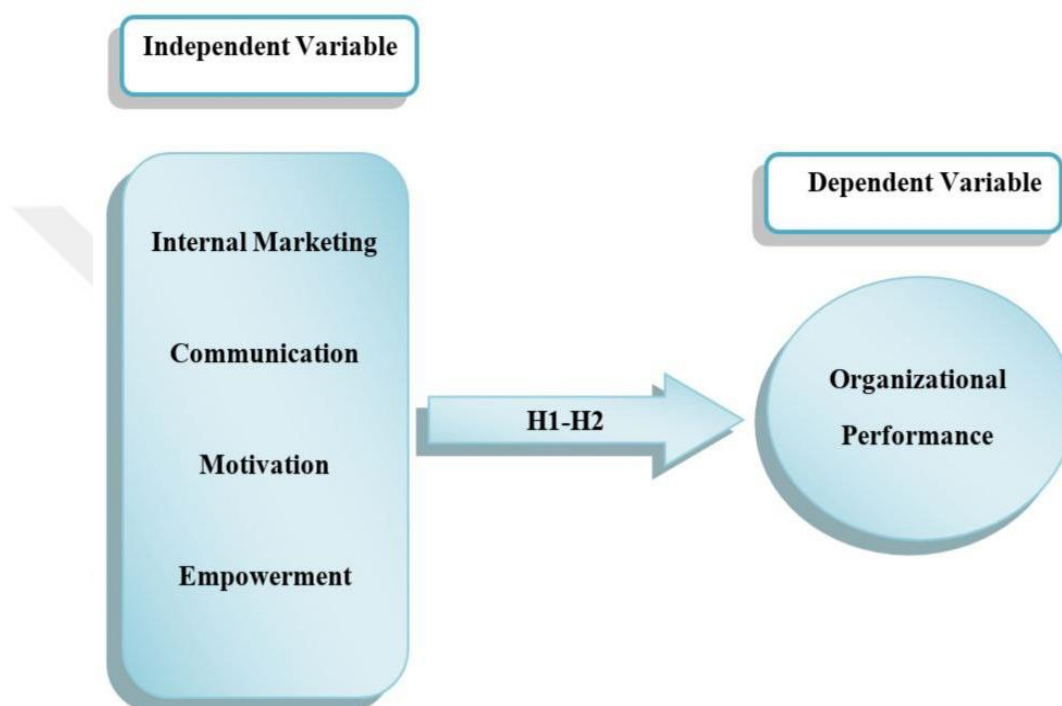 Independent Variable
Internal Marketing
Communication
Motivation
Empowerment
H1-H2
Dependent Variable
Organizational
Performance